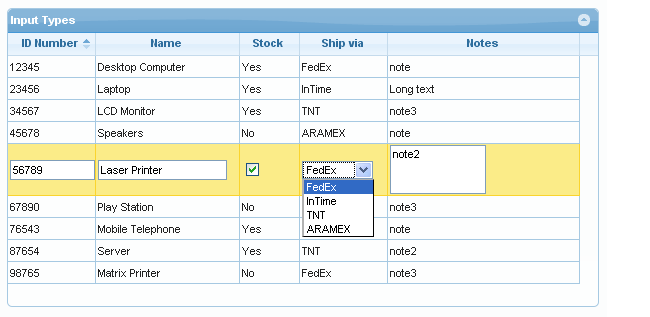 Input Types
ID Number Name Stock Ship via Notes
12345 Desktop Computer Yes FedEx note
23456 Laptop Yes InTime Long text
34567 LCD Monitor Yes TNT note3
45678 Speakers No ARAMEX note
56789 Laser Printer FedEx note2
FedEx
InTime
TNT
ARAMEX
67890 Play Station No note3
76543 Mobile Telephone Yes note
87654 Server Yes TNT note2
98765 Matrix Printer No FedEx note3